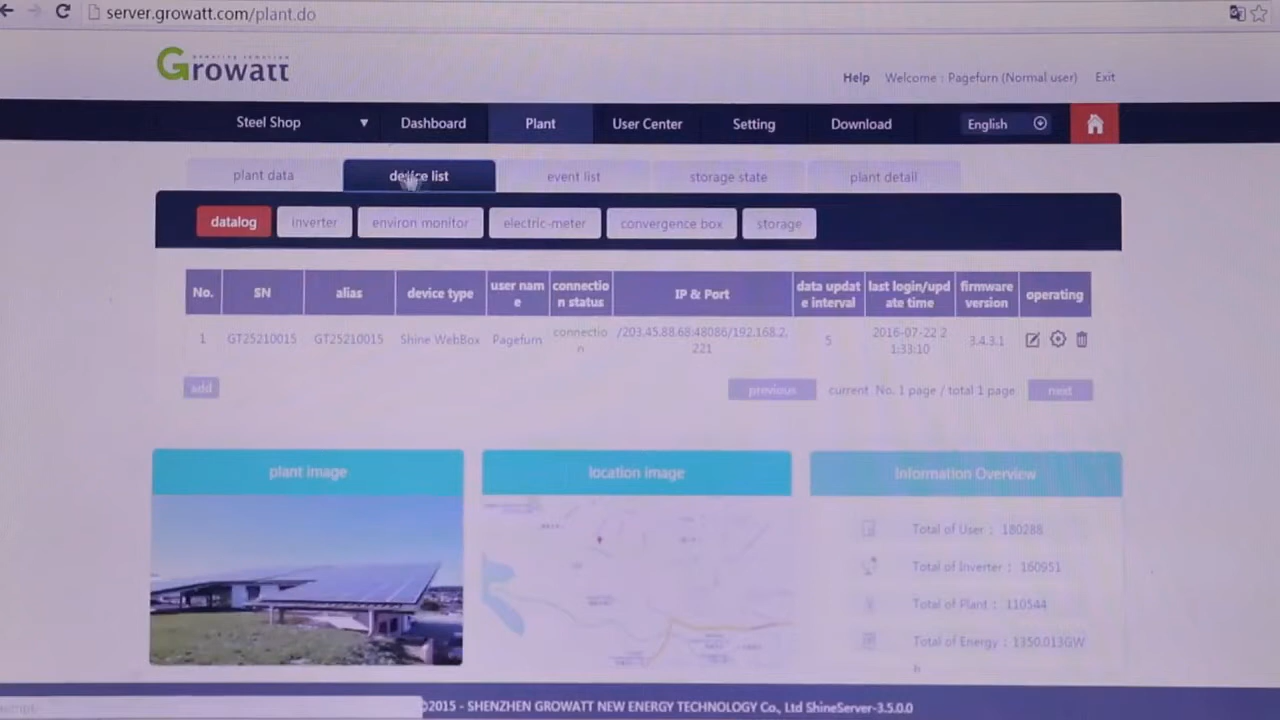 server.growatt.com/plant.do
Growatt
Help Welcome : Pagefurn (Normal user) Exit
Steel Shop ▼ Dashboard Plant User Center Setting Download English
plant data device list event list storage state plant detail
datalog inverter environ monitor electric-meter convergence box storage
No. SN alias device type user nam e connectio n status IP & Port data updat e interval last login/upd ate time firmware version operating
1 GT25210015 GT25210015 Shine WebBox Pagefurn connectio n /203.45.88.68:48086/192.168.2. 221 5 2016-07-22 2 1:33:10 3.4.3.1
add previous current No. 1 page / total 1 page next
plant image location image Information Overview
Total of User : 180288
Total of Inverter : 160951
Total of Plant : 110544
Total of Energy : 1350.013GW
h
©2015 - SHENZHEN GROWATT NEW ENERGY TECHNOLOGY Co., Ltd ShineServer-3.5.0.0